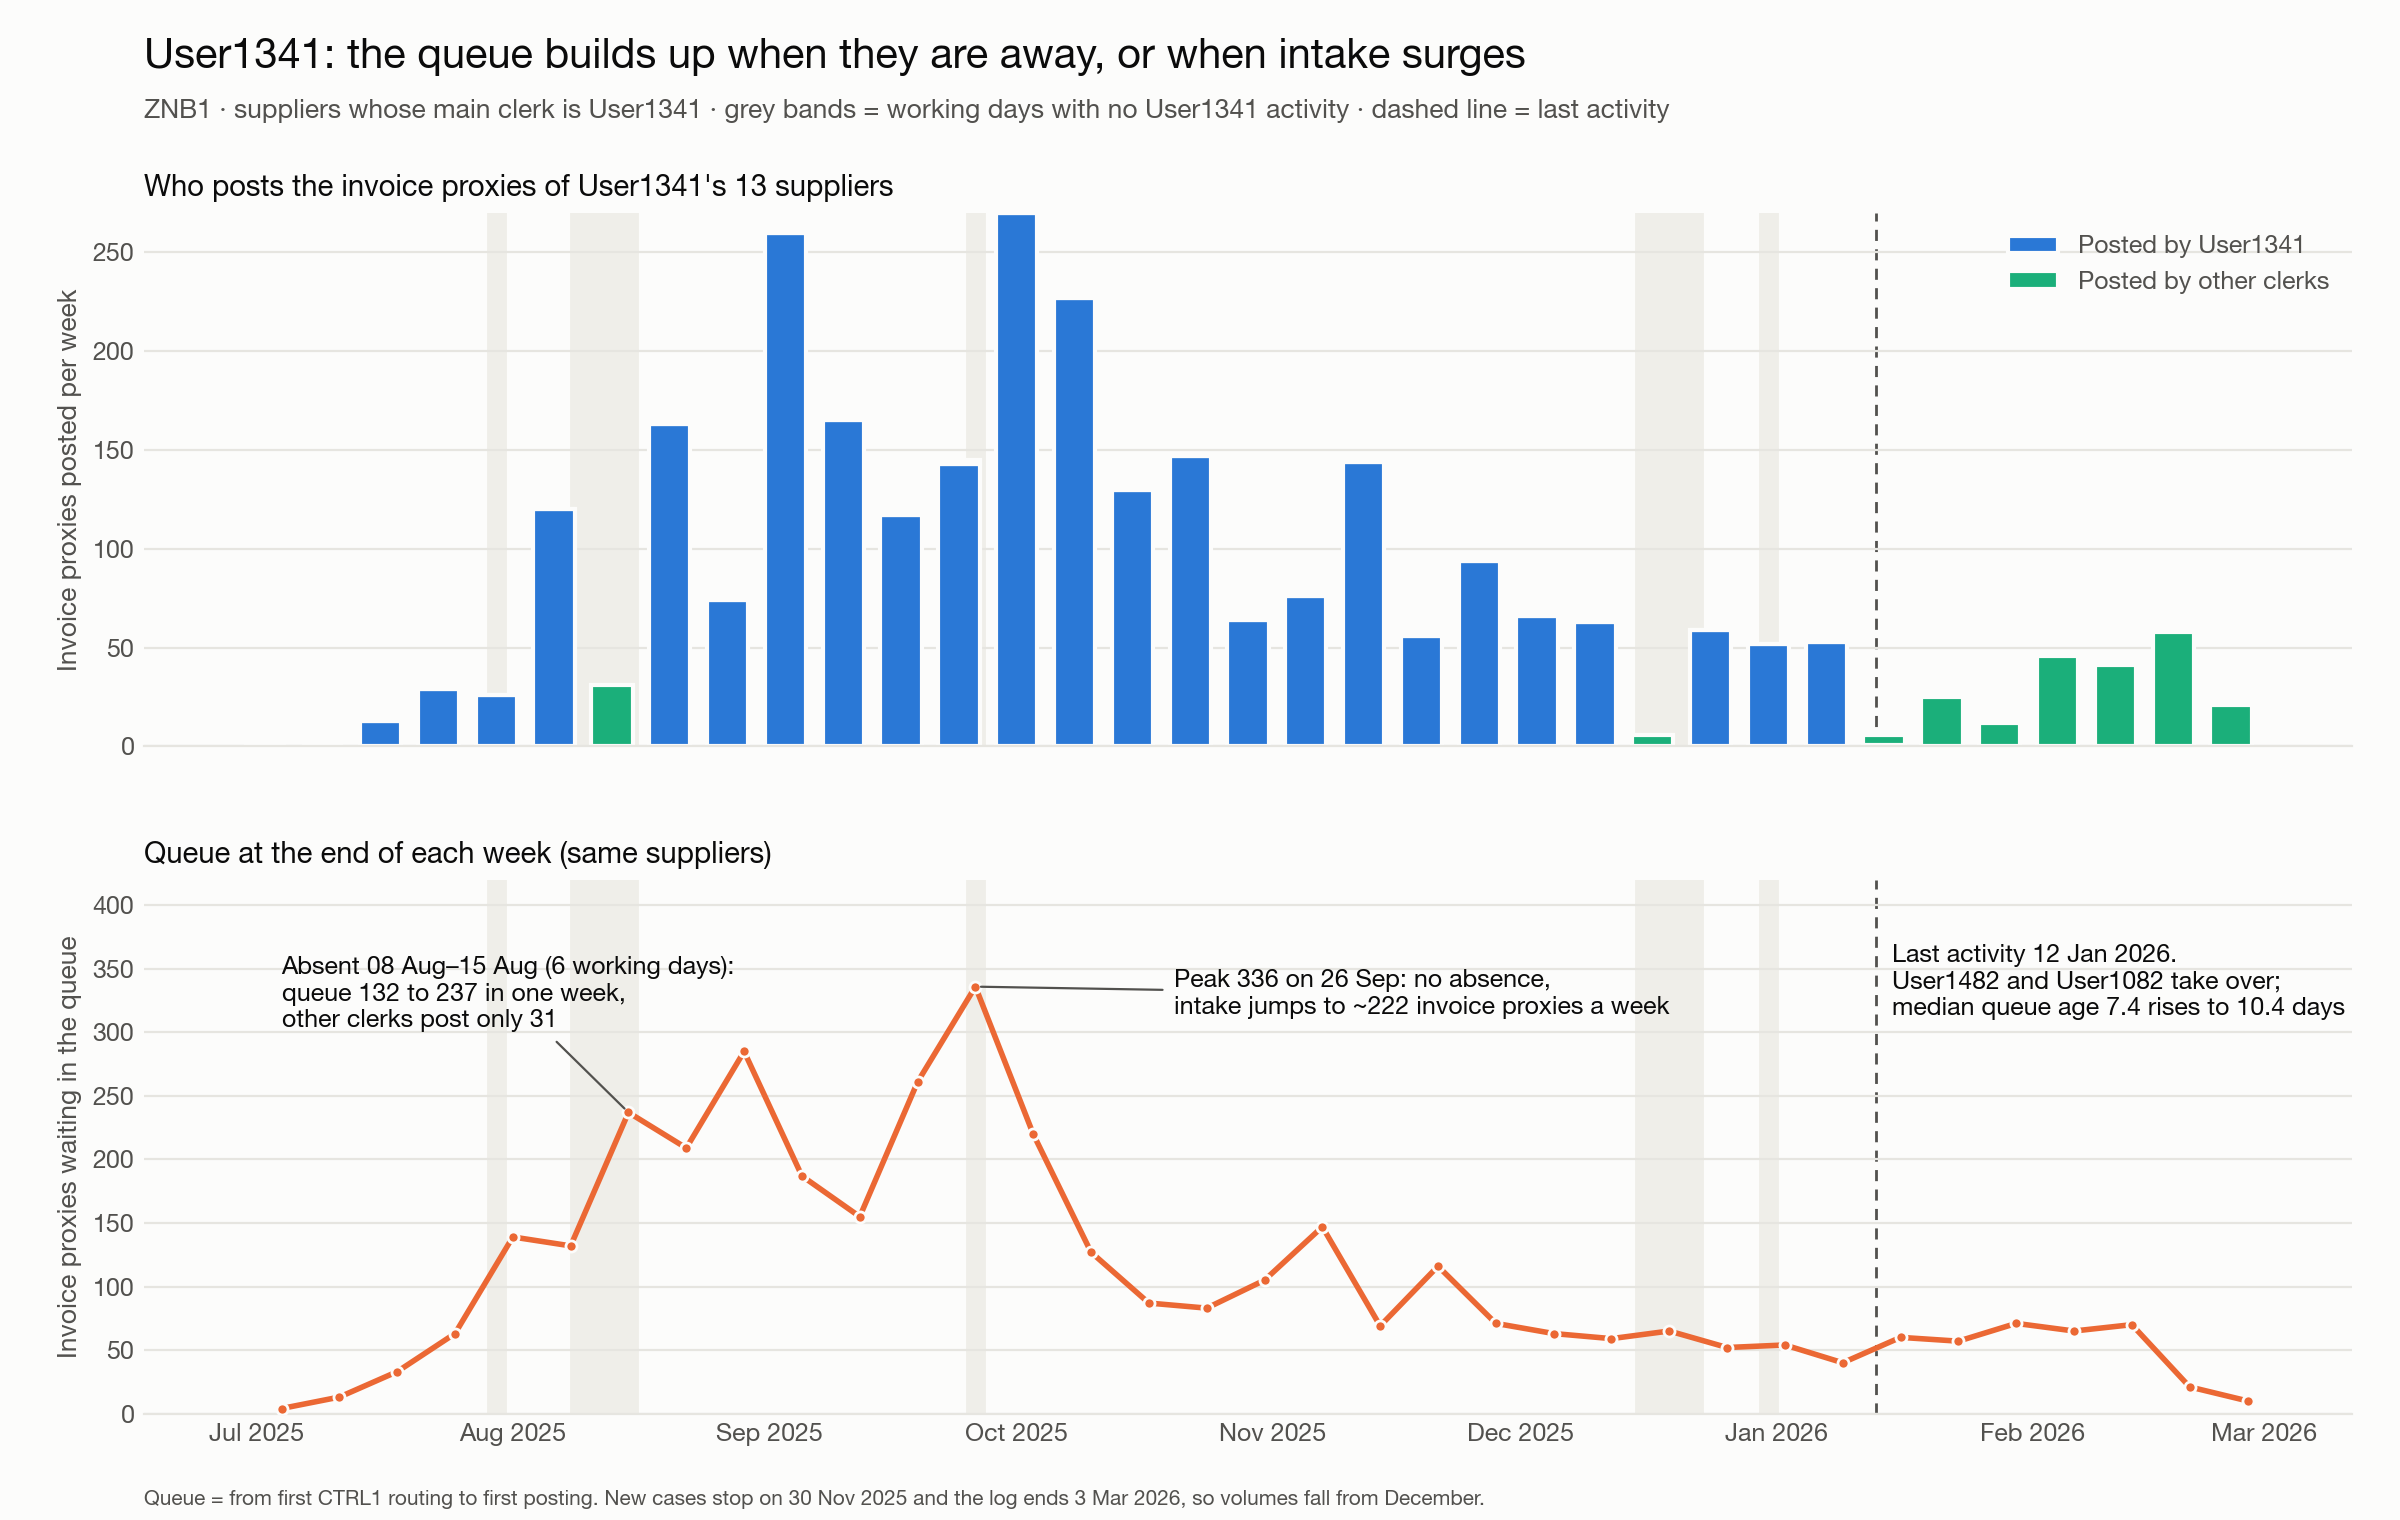 User1341: the queue builds up when they are away, or when intake surges
ZNB1 · suppliers whose main clerk is User1341 · grey bands = working days with no User1341 activity · dashed line = last activity
Who posts the invoice proxies of User1341's 13 suppliers
Invoice proxies posted per week
250
200
150
100
50
0
Posted by User1341
Posted by other clerks
Queue at the end of each week (same suppliers)
Invoice proxies waiting in the queue
400
350
300
250
200
150
100
50
0
Absent 08 Aug–15 Aug (6 working days):
queue 132 to 237 in one week,
other clerks post only 31
Peak 336 on 26 Sep: no absence,
intake jumps to ~222 invoice proxies a week
Last activity 12 Jan 2026.
User1482 and User1082 take over;
median queue age 7.4 rises to 10.4 days
Jul 2025
Aug 2025
Sep 2025
Oct 2025
Nov 2025
Dec 2025
Jan 2026
Feb 2026
Mar 2026
Queue = from first CTRL1 routing to first posting. New cases stop on 30 Nov 2025 and the log ends 3 Mar 2026, so volumes fall from December.